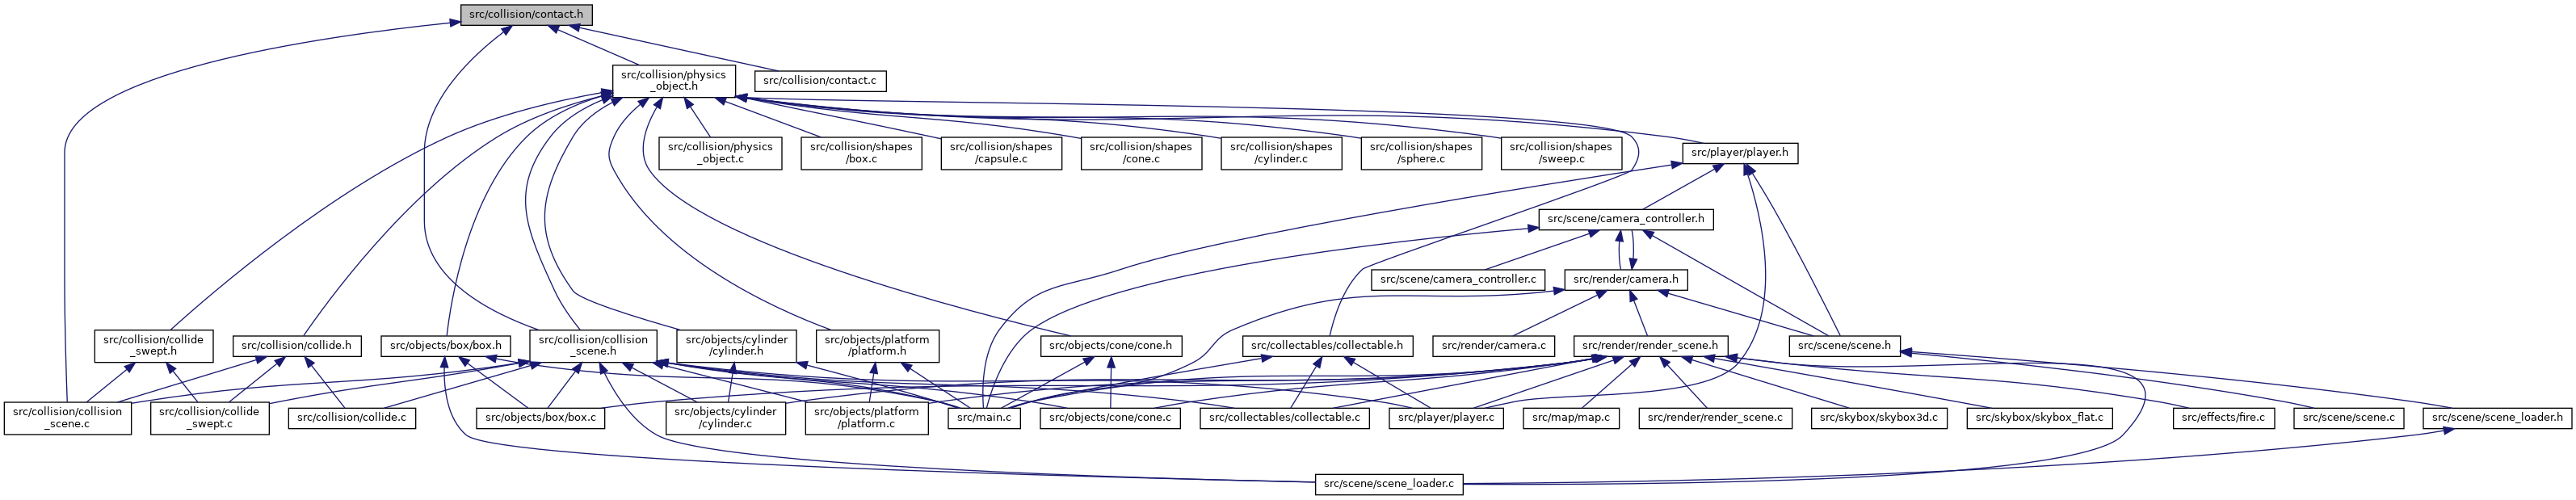 src/collision/contact.h
src/collision/physics
_object.h
src/collision/contact.c
src/collision/physics
_object.c
src/collision/shapes
/box.c
src/collision/shapes
/capsule.c
src/collision/shapes
/cone.c
src/collision/shapes
/cylinder.c
src/collision/shapes
/sphere.c
src/collision/shapes
/sweep.c
src/player/player.h
src/scene/camera_controller.h
src/scene/camera_controller.c
src/render/camera.h
src/collision/collide
_swept.h
src/collision/collide.h
src/objects/box/box.h
src/collision/collision
_scene.h
src/objects/cylinder
/cylinder.h
src/objects/platform
/platform.h
src/objects/cone/cone.h
src/collectables/collectable.h
src/render/camera.c
src/render/render_scene.h
src/scene/scene.h
src/collision/collision
_scene.c
src/collision/collide
_swept.c
src/collision/collide.c
src/objects/box/box.c
src/objects/cylinder
/cylinder.c
src/objects/platform
/platform.c
src/main.c
src/objects/cone/cone.c
src/collectables/collectable.c
src/player/player.c
src/map/map.c
src/render/render_scene.c
src/skybox/skybox3d.c
src/skybox/skybox_flat.c
src/effects/fire.c
src/scene/scene.c
src/scene/scene_loader.h
src/scene/scene_loader.c